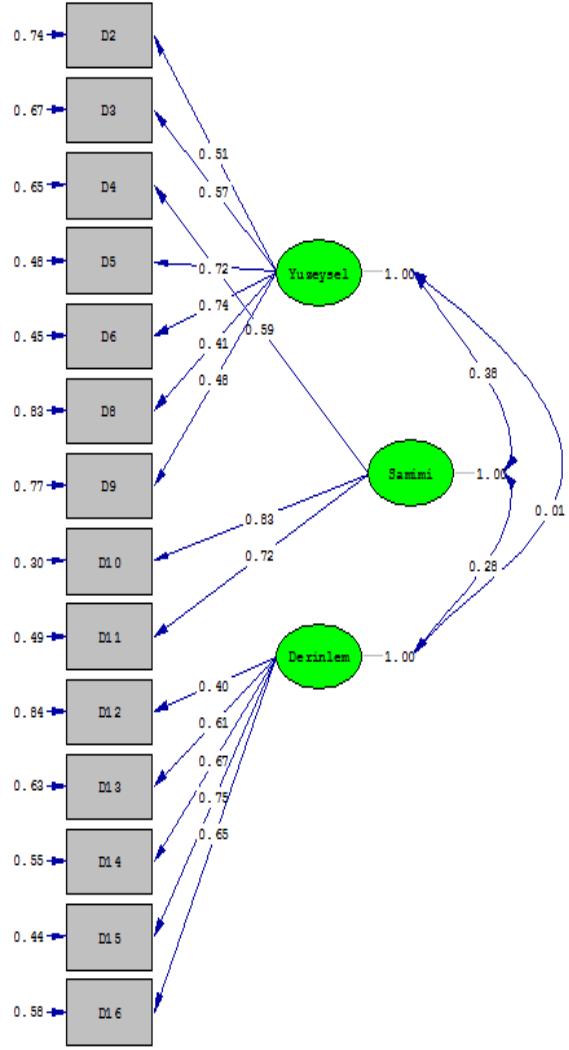 0.74 D2
0.51
0.67 D3
0.57
0.65 D4
0.48 D5
0.72
Yuzeysel 1.00
0.74
0.45 D6
0.41
0.59
0.48
0.38
0.83 D8
0.77 D9
Samimi 1.00
0.83
0.01
0.30 D10
0.72
0.28
0.49 D11
Derinlem 1.00
0.40
0.84 D12
0.61
0.67
0.63 D13
0.75
0.65
0.55 D14
0.44 D15
0.58 D16